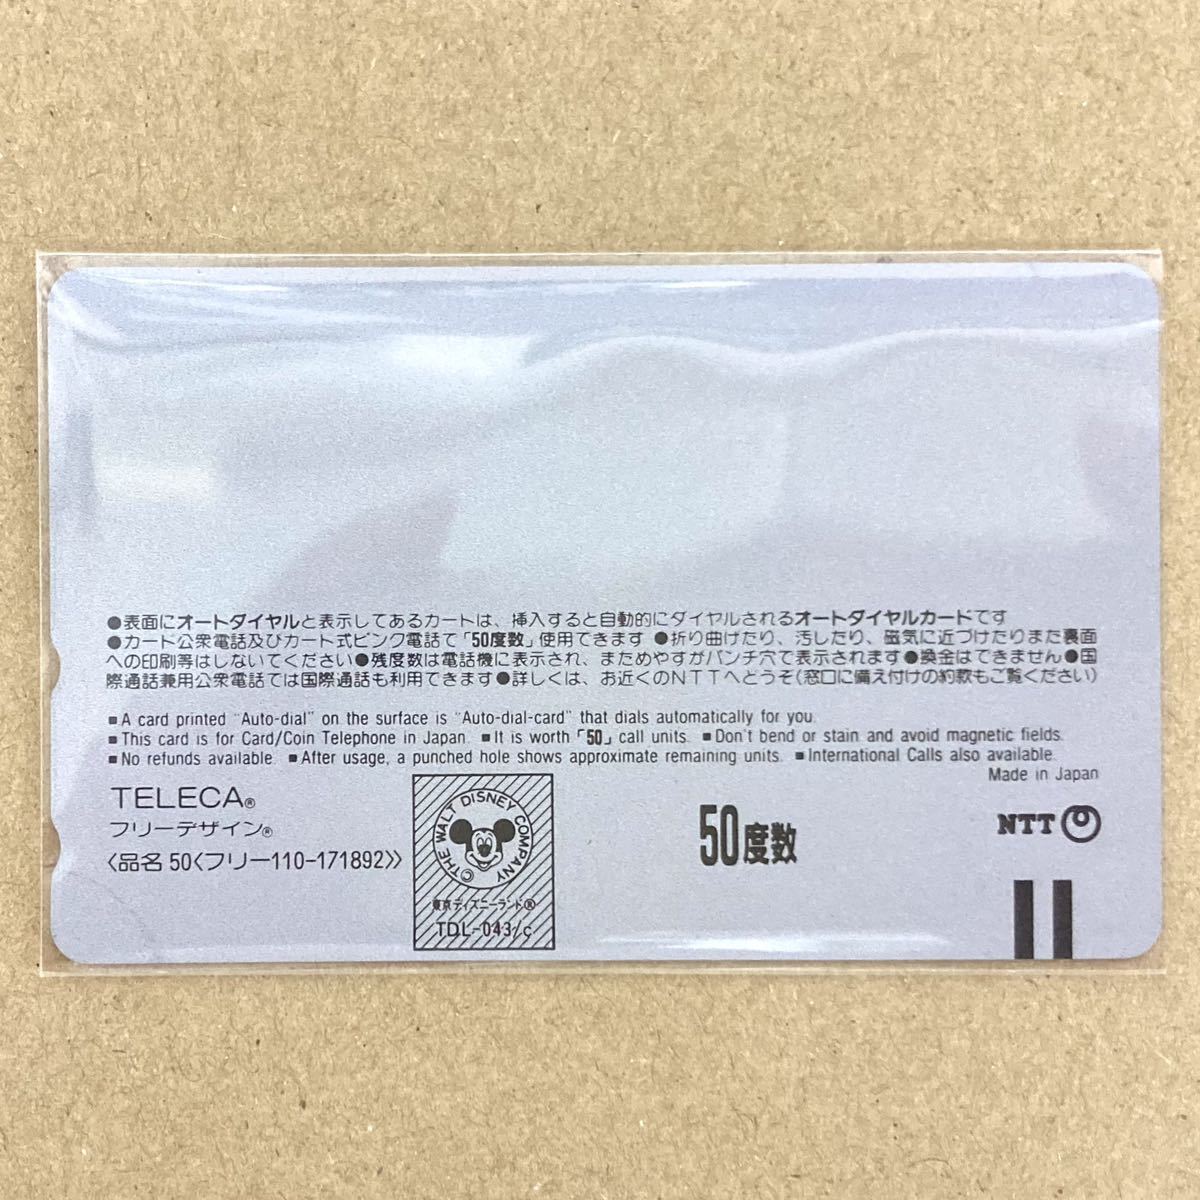 ●表面にオートダイヤルと表示してあるカードは、挿入すると自動的にダイヤルされるオートダイヤルカードです
●カード公衆電話及びカード式ピンク電話で「50度数」使用できます ●折り曲げたり、汚したり、磁気に近づけたりまた裏面
への印刷等はしないでください●残度数は電話機に表示され、まためやすがパンチ穴で表示されます●換金はできません●国
際通話兼用公衆電話では国際通話も利用できます●詳しくは、お近くのNTTへどうぞ(窓口に備え付けの約款もご覧ください)
■A card printed "Auto-dial" on the surface is "Auto-dial-card" that dials automatically for you.
■This card is for Card/Coin Telephone in Japan. ■It is worth「50」call units. ■Don't bend or stain and avoid magnetic fields.
■No refunds available. ■After usage, a punched hole shows approximate remaining units. ■International Calls also available.
Made in Japan
TELECA®
フリーデザイン®
〈品名 50〈フリー110-171892〉〉
©THE WALT DISNEY COMPANY
東京ディズニーランド®
TDL-043/c
50度数
NTT